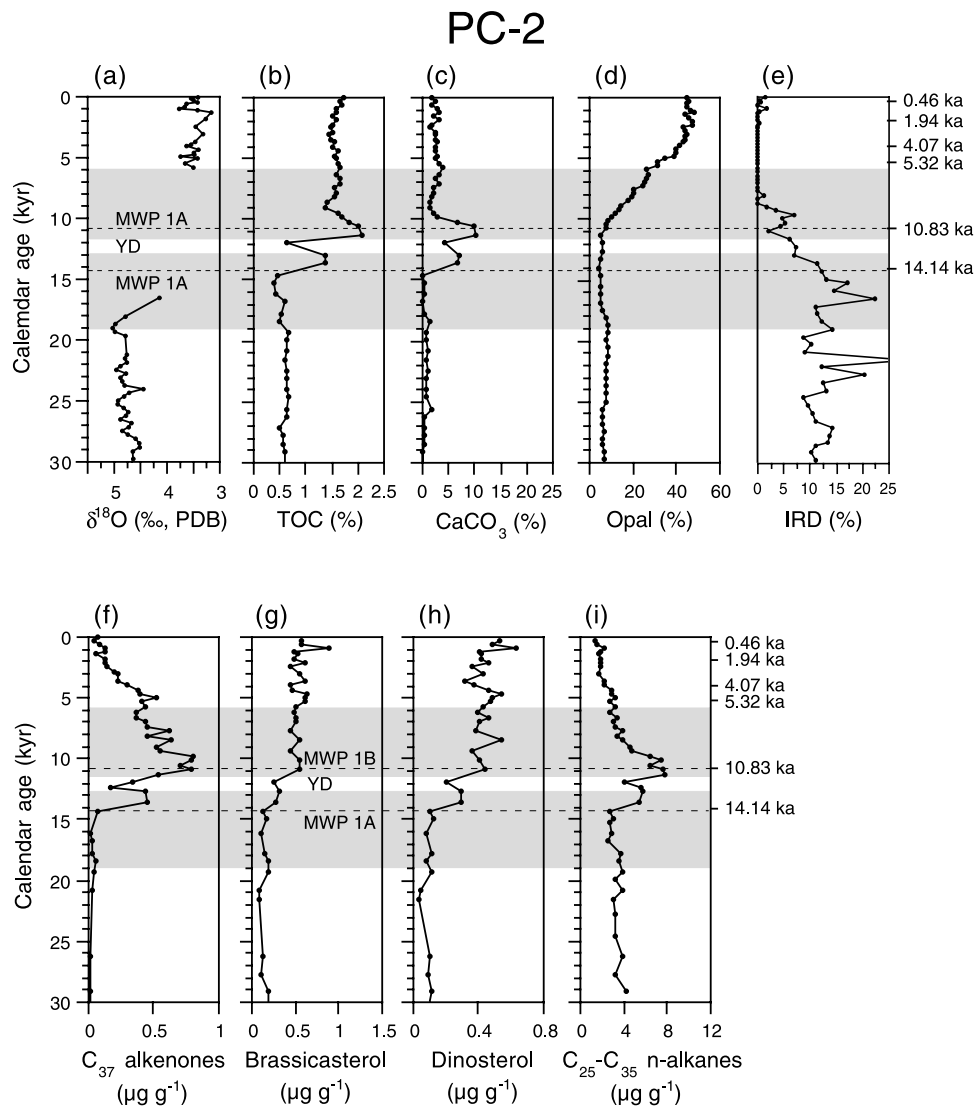 PC-2
(a) (b) (c) (d) (e)
0 5 10 15 20 25 30
Calemdar age (kyr)
MWP 1A
YD
MWP 1A
0.46 ka
1.94 ka
4.07 ka
5.32 ka
10.83 ka
14.14 ka
5 4 3
0 0.5 1 1.5 2 2.5
0 5 10 15 20 25
0 20 40 60
0 5 10 15 20 25
δ18O (‰, PDB)
TOC (%)
CaCO3 (%)
Opal (%)
IRD (%)
(f) (g) (h) (i)
0 5 10 15 20 25 30
Calendar age (kyr)
MWP 1B
YD
MWP 1A
0.46 ka
1.94 ka
4.07 ka
5.32 ka
10.83 ka
14.14 ka
0 0.5 1
0 0.5 1 1.5
0 0.4 0.8
0 4 8 12
C37 alkenones
(µg g-1)
Brassicasterol
(µg g-1)
Dinosterol
(µg g-1)
C25-C35 n-alkanes
(µg g-1)